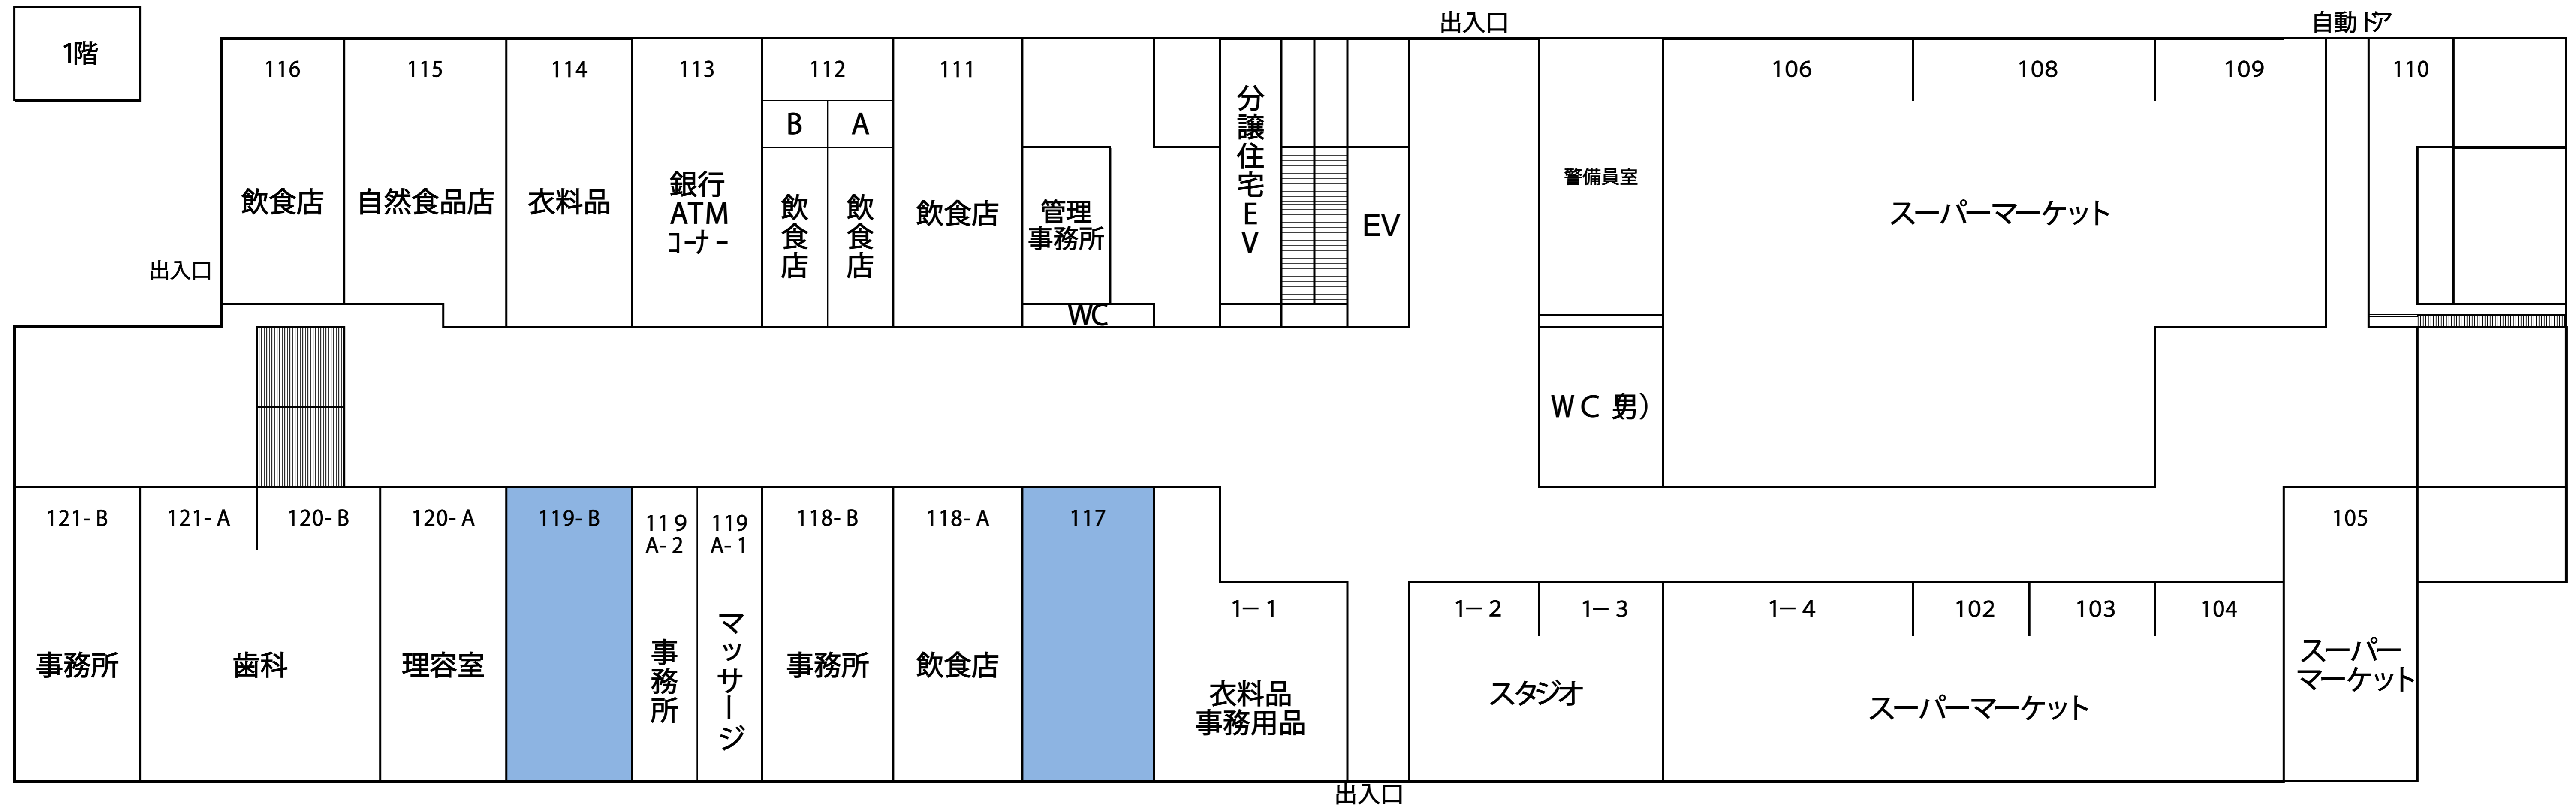 出入口
自動ドア
1階
116
115
114
113
112
111
106
108
109
110
B
A
分譲住宅EV
飲食店
自然食品店
衣料品
銀行
ATM
コーナー
飲食店
飲食店
飲食店
管理
事務所
EV
警備員室
スーパーマーケット
出入口
WC
WC 男）
121-B
121-A
120-B
120-A
119-B
119
A-2
119
A-1
118-B
118-A
117
105
1－1
1－2
1－3
1－4
102
103
104
事務所
歯科
理容室
事務所
マッサージ
事務所
飲食店
衣料品
事務用品
スタジオ
スーパーマーケット
スーパー
マーケット
出入口